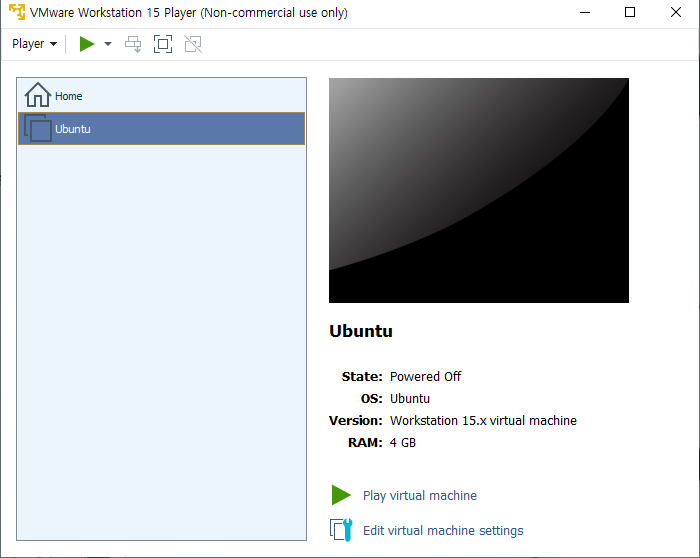 VMware Workstation 15 Player (Non-commercial use only)
Player
Home
Ubuntu
Ubuntu
State: Powered Off
OS: Ubuntu
Version: Workstation 15.x virtual machine
RAM: 4 GB
Play virtual machine
Edit virtual machine settings